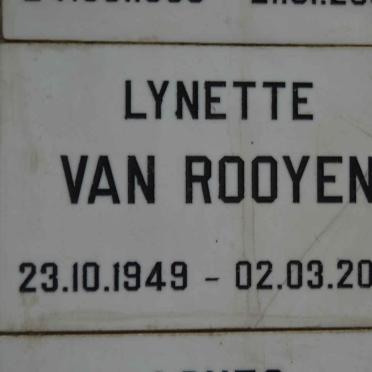 LYNETTE
VAN ROOYEN
23.10.1949 - 02.03.20